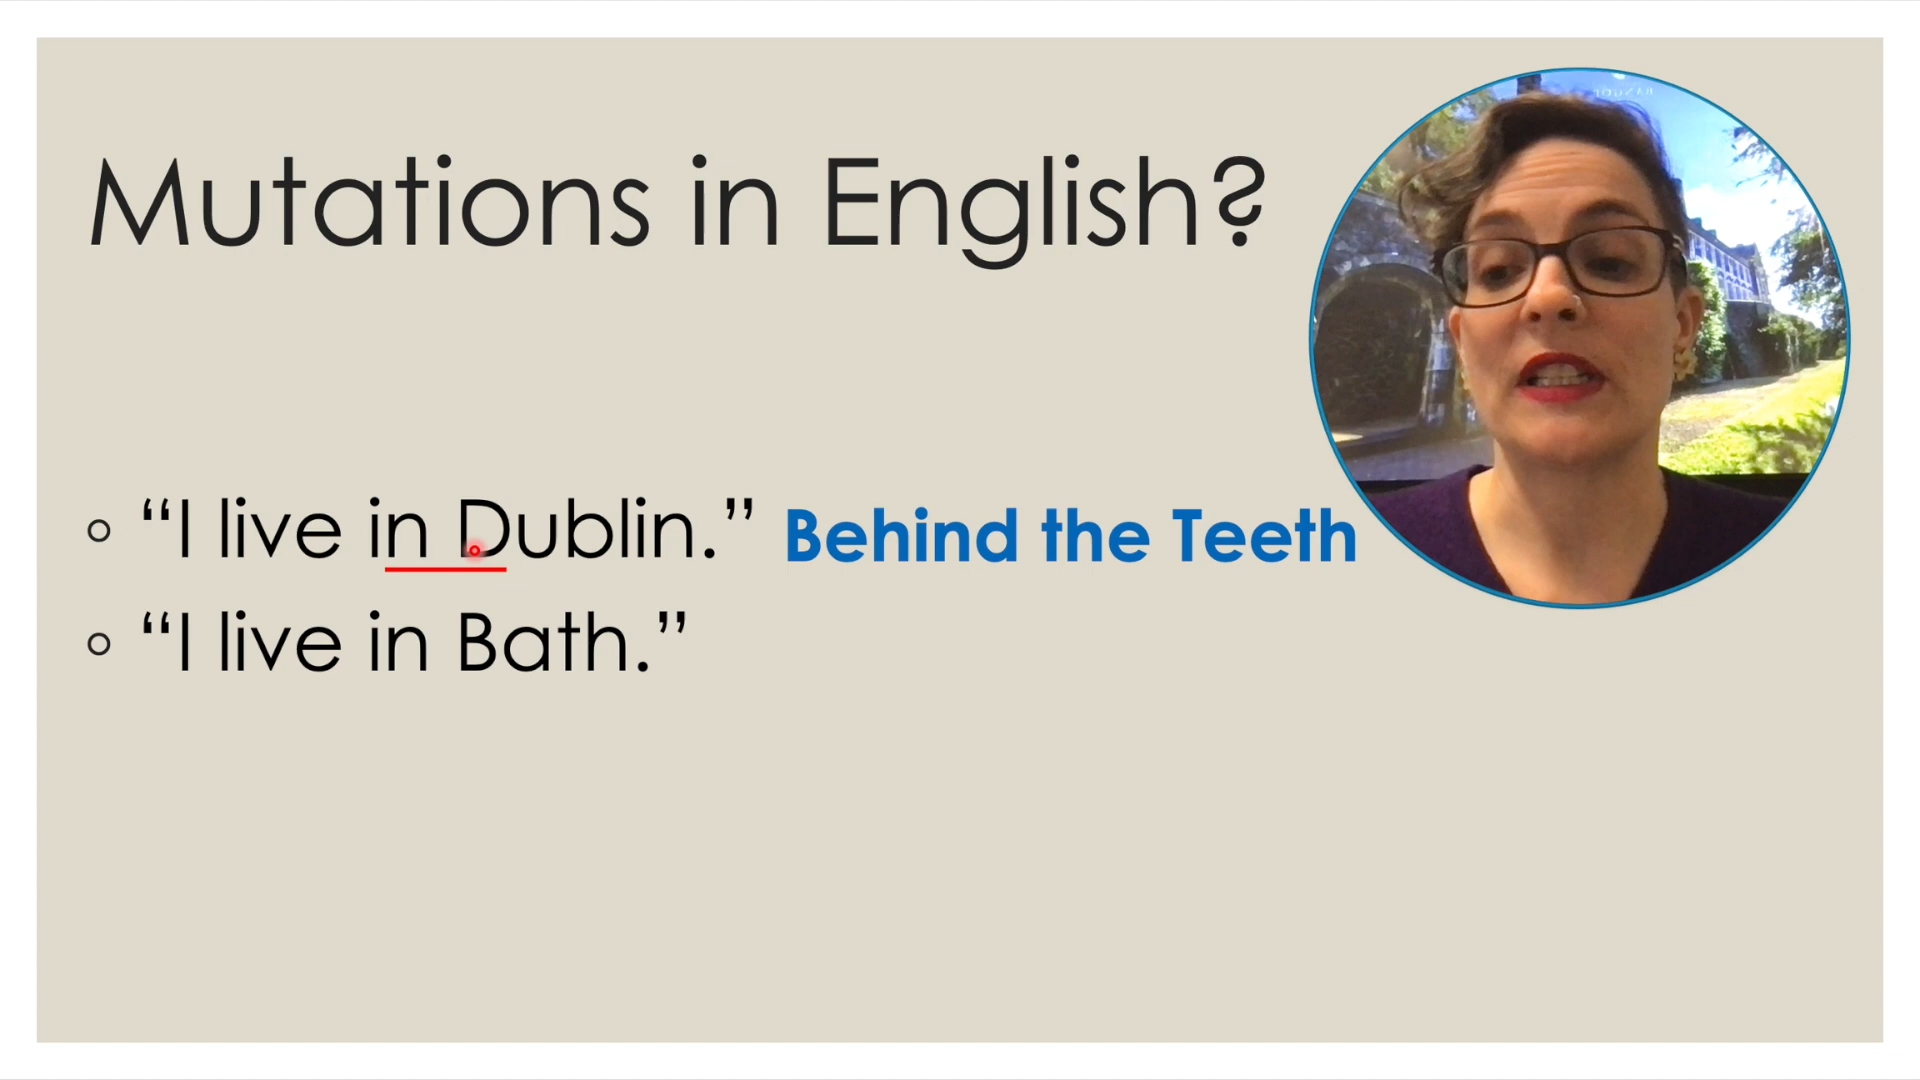 Mutations in English?
“I live in Dublin.” Behind the Teeth
“I live in Bath.”